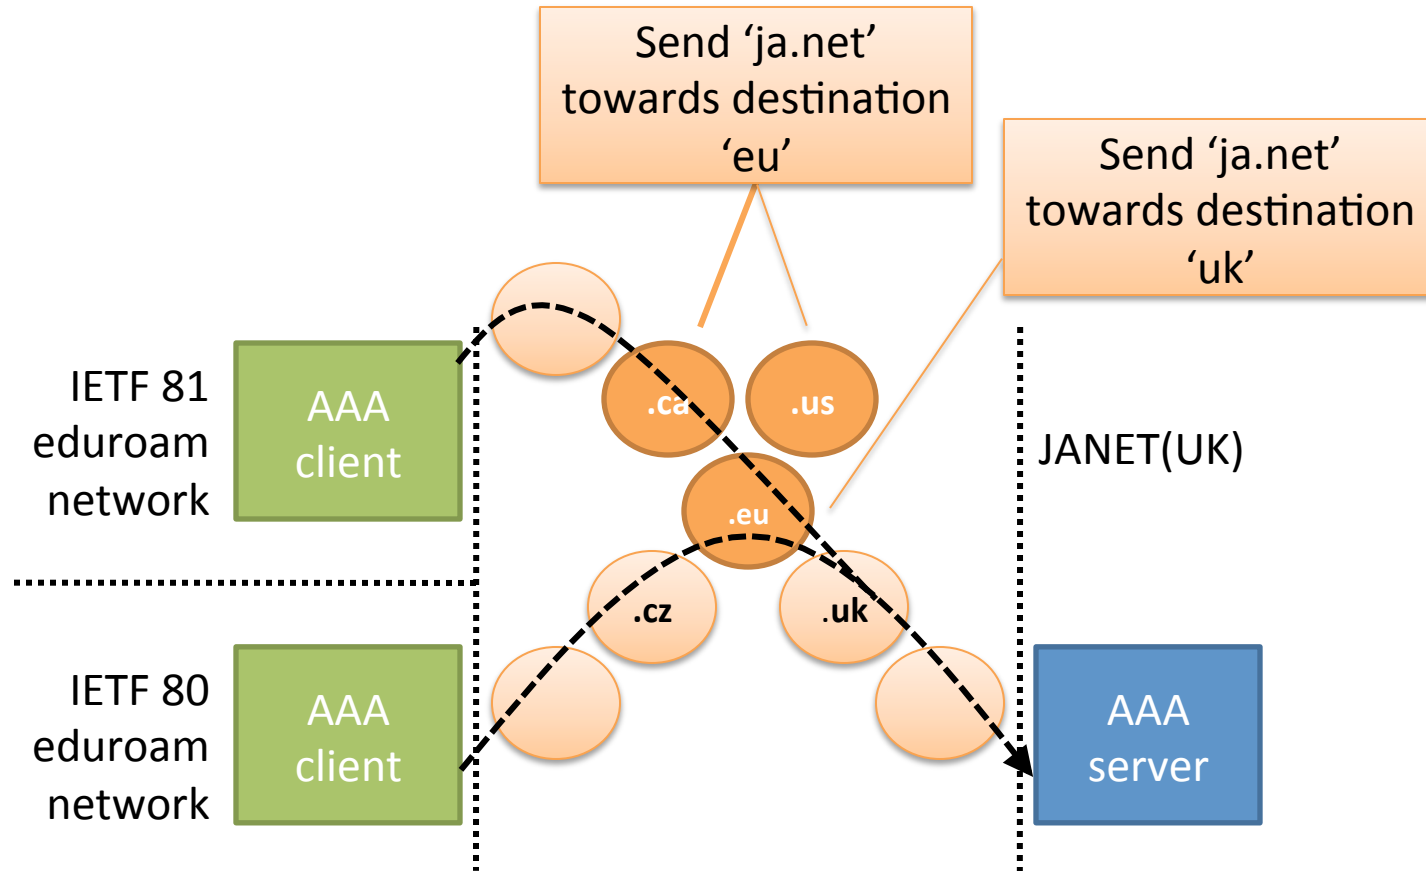 Send ‘ja.net’
towards destination
‘eu’
Send ‘ja.net’
towards destination
‘uk’
IETF 81
eduroam
network
AAA
client
.ca
.us
JANET(UK)
.eu
.cz
.uk
IETF 80
eduroam
network
AAA
client
AAA
server